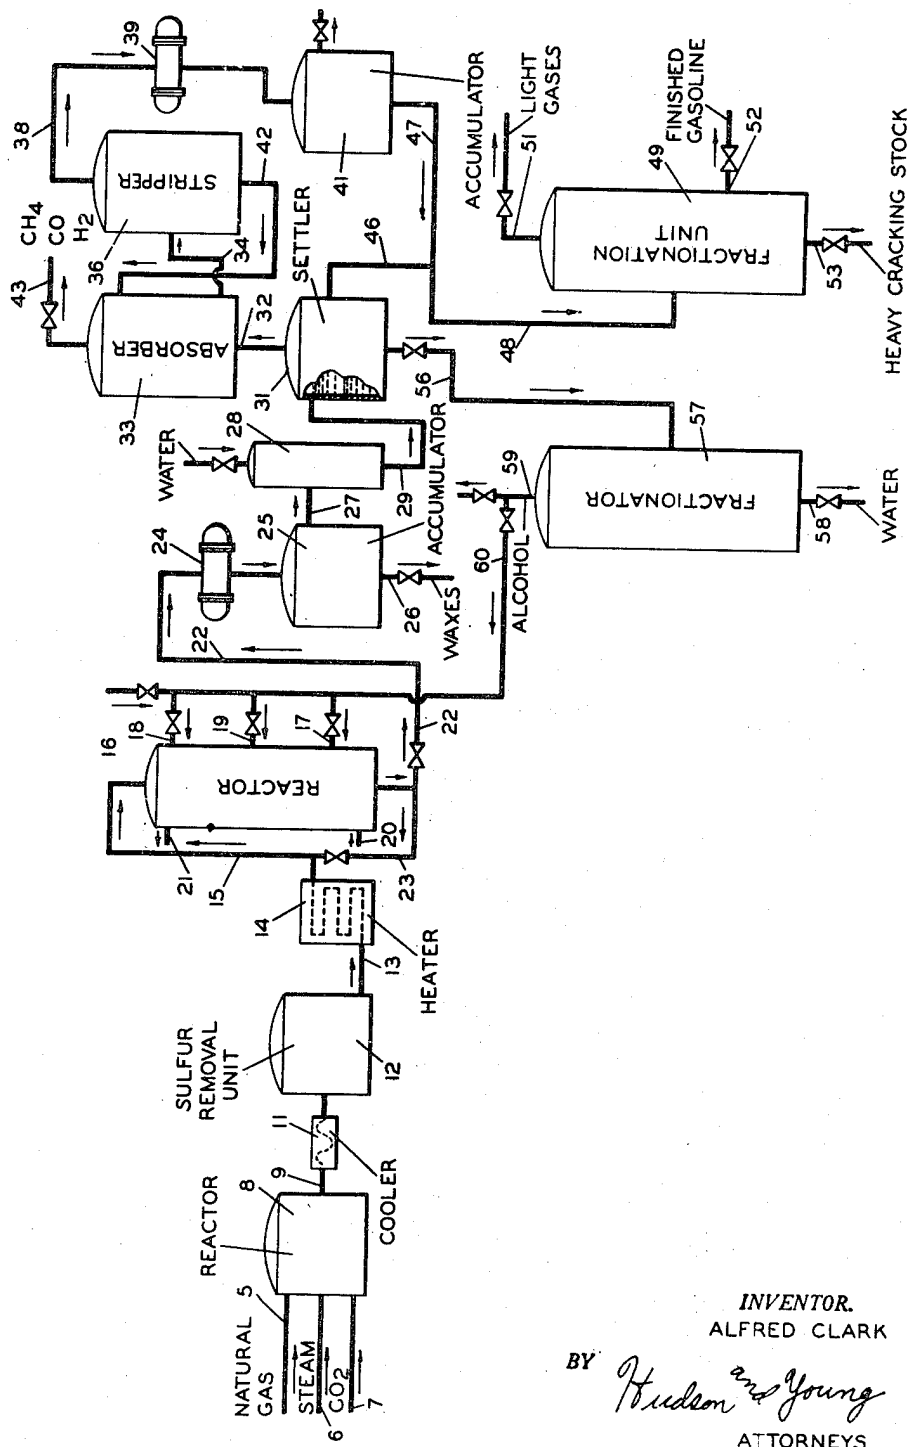 NATURAL
GAS
5
STEAM
6
CO2
7
REACTOR
8
9
COOLER
11
SULFUR
REMOVAL
UNIT
12
13
HEATER
14
15
21
20
23
REACTOR
16
18
19
17
22
22
24
25
ACCUMULATOR
26
WAXES
27
WATER
28
29
31
SETTLER
32
33
ABSORBER
43
CH4
CO
H2
34
36
STRIPPER
38
39
42
41
ACCUMULATOR
46
47
48
49
FRACTIONATION
UNIT
51
LIGHT
GASES
52
FINISHED
GASOLINE
53
HEAVY CRACKING STOCK
56
57
FRACTIONATOR
58
WATER
59
60
ALCOHOL
INVENTOR.
ALFRED CLARK
BY
Hudson and Young
ATTORNEYS